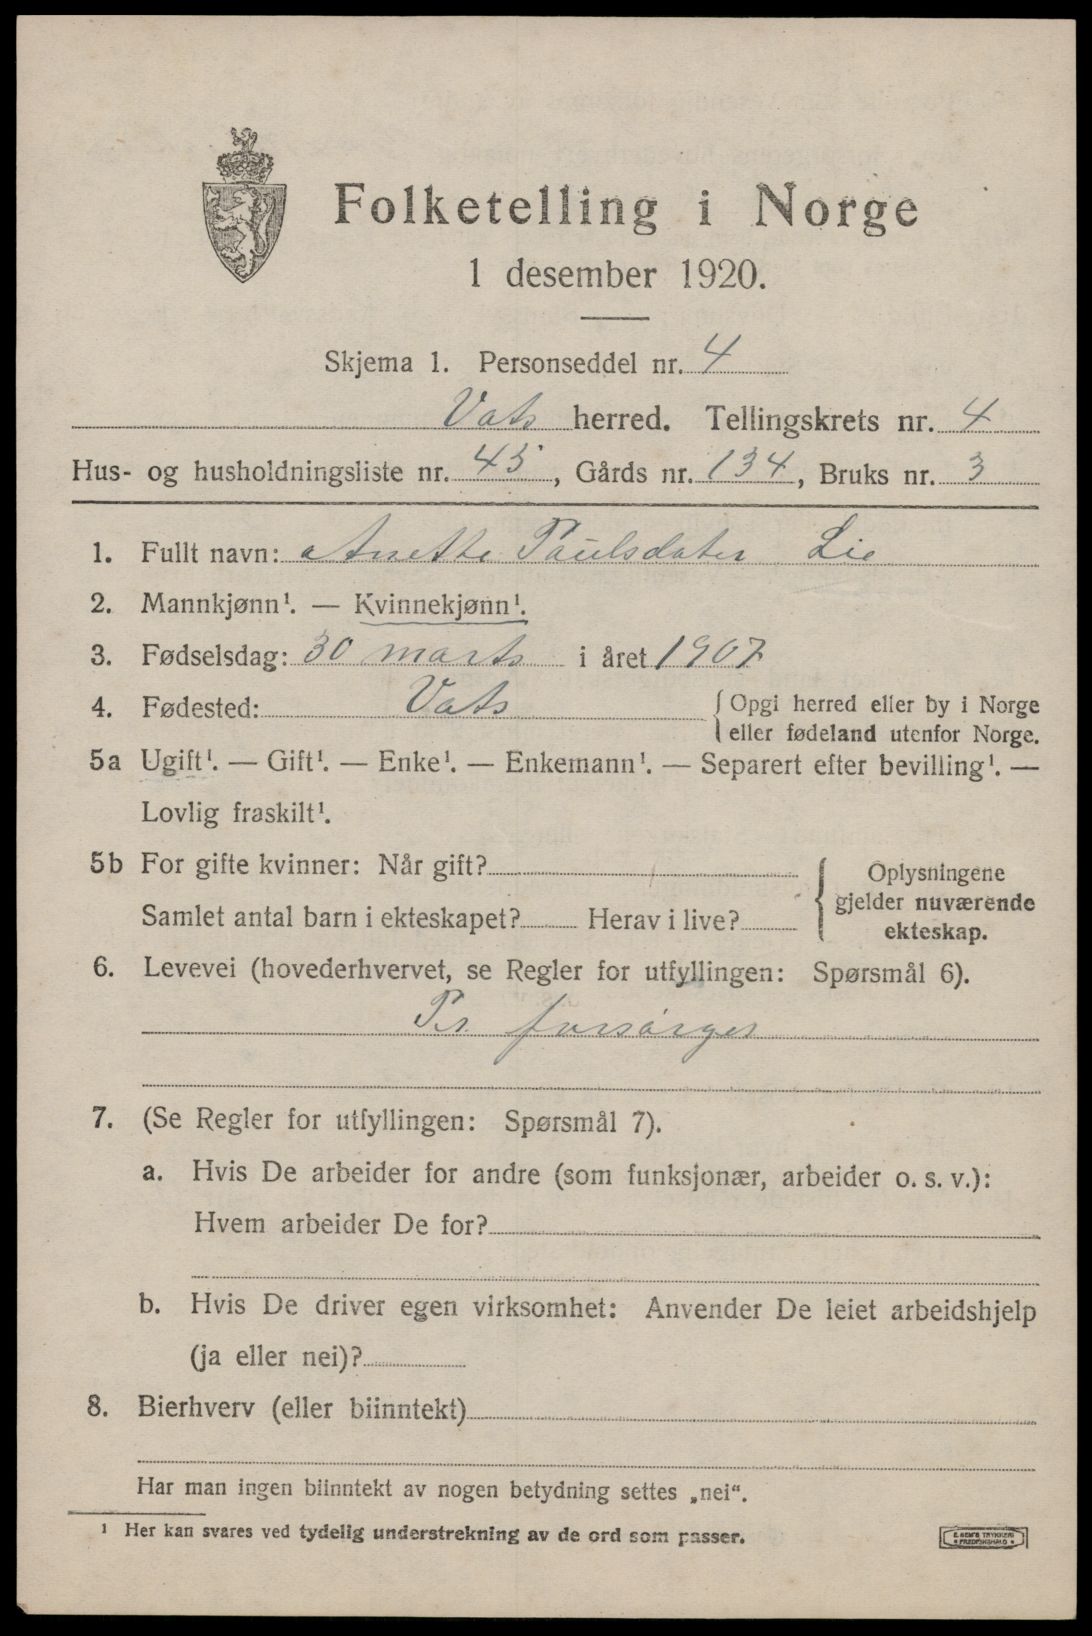 Folketelling i Norge
1 desember 1920.
Skjema 1. Personseddel nr. 4
Vats herred. Tellingskrets nr. 4
Hus- og husholdningsliste nr. 45, Gårds nr. 134, Bruks nr. 3
1. Fullt navn: Anette Paulsdater Lie
2. Mannkjønn¹. — Kvinnekjønn¹.
3. Fødselsdag: 30 marts i året 1907
4. Fødested: Vats {Opgi herred eller by i Norge
eller fødeland utenfor Norge.
5a Ugift¹. — Gift¹. — Enke¹. — Enkemann¹. — Separert efter bevilling¹. —
Lovlig fraskilt¹.
5b For gifte kvinner: Når gift?
Samlet antal barn i ekteskapet? Herav i live?
{Oplysningene
gjelder nuværende
ekteskap.
6. Levevei (hovederhvervet, se Regler for utfyllingen: Spørsmål 6).
Pr. forsørges
7. (Se Regler for utfyllingen: Spørsmål 7).
a. Hvis De arbeider for andre (som funksjonær, arbeider o. s. v.):
Hvem arbeider De for?
b. Hvis De driver egen virksomhet: Anvender De leiet arbeidshjelp
(ja eller nei)?
8. Bierhverv (eller biinntekt)
Har man ingen biinntekt av nogen betydning settes „nei“.
¹ Her kan svares ved tydelig understrekning av de ord som passer.
E. SEM'S TRYKKERI
FREDRIKSHALD